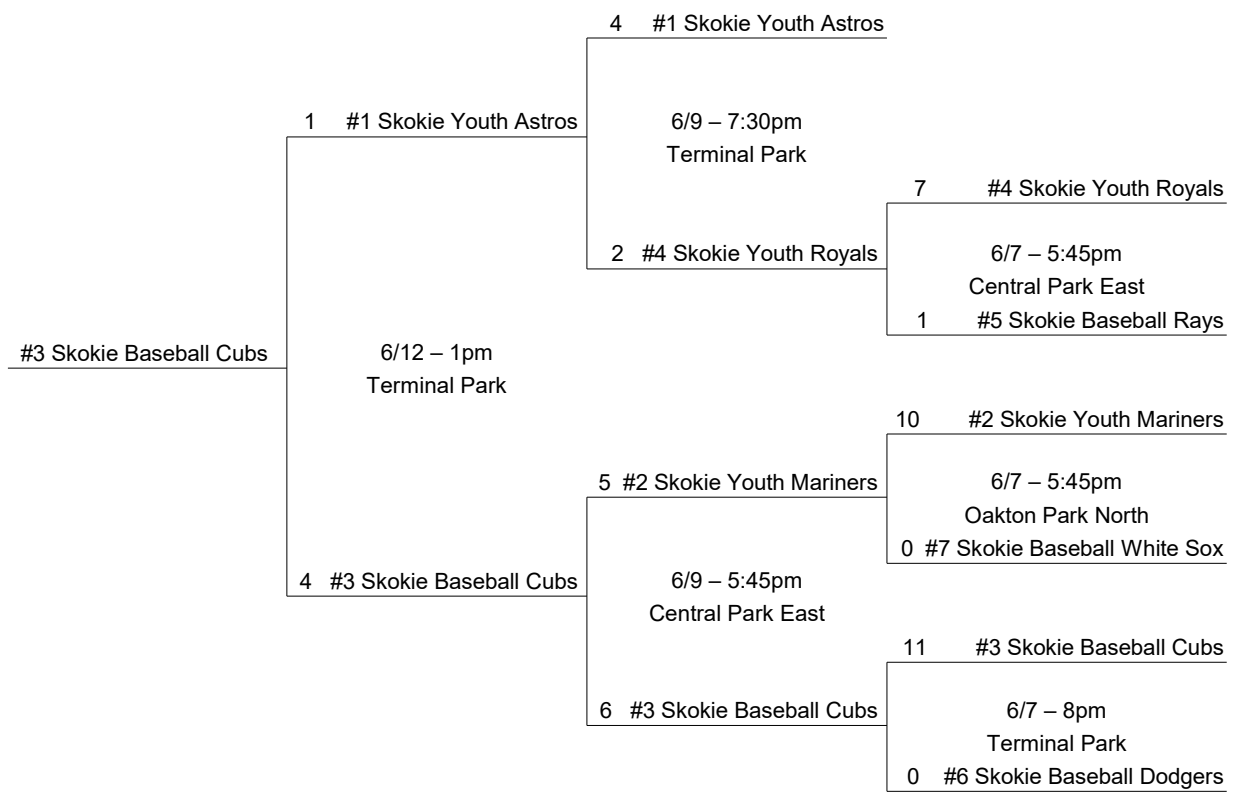 4 #1 Skokie Youth Astros
1 #1 Skokie Youth Astros
6/9 – 7:30pm
Terminal Park
7 #4 Skokie Youth Royals
2 #4 Skokie Youth Royals
6/7 – 5:45pm
Central Park East
1 #5 Skokie Baseball Rays
#3 Skokie Baseball Cubs
6/12 – 1pm
Terminal Park
10 #2 Skokie Youth Mariners
5 #2 Skokie Youth Mariners
6/7 – 5:45pm
Oakton Park North
0 #7 Skokie Baseball White Sox
4 #3 Skokie Baseball Cubs
6/9 – 5:45pm
Central Park East
11 #3 Skokie Baseball Cubs
6 #3 Skokie Baseball Cubs
6/7 – 8pm
Terminal Park
0 #6 Skokie Baseball Dodgers